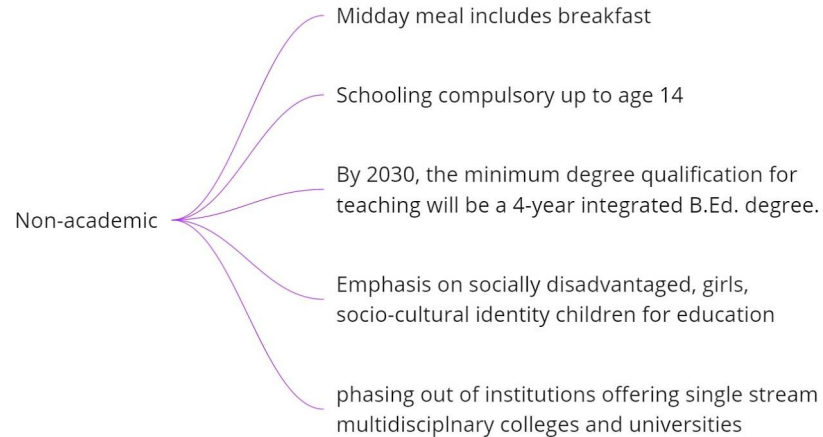 Midday meal includes breakfast
Schooling compulsory up to age 14
By 2030, the minimum degree qualification for
teaching will be a 4-year integrated B.Ed. degree.
Non-academic
Emphasis on socially disadvantaged, girls,
socio-cultural identity children for education
phasing out of institutions offering single stream
multidisciplnary colleges and universities